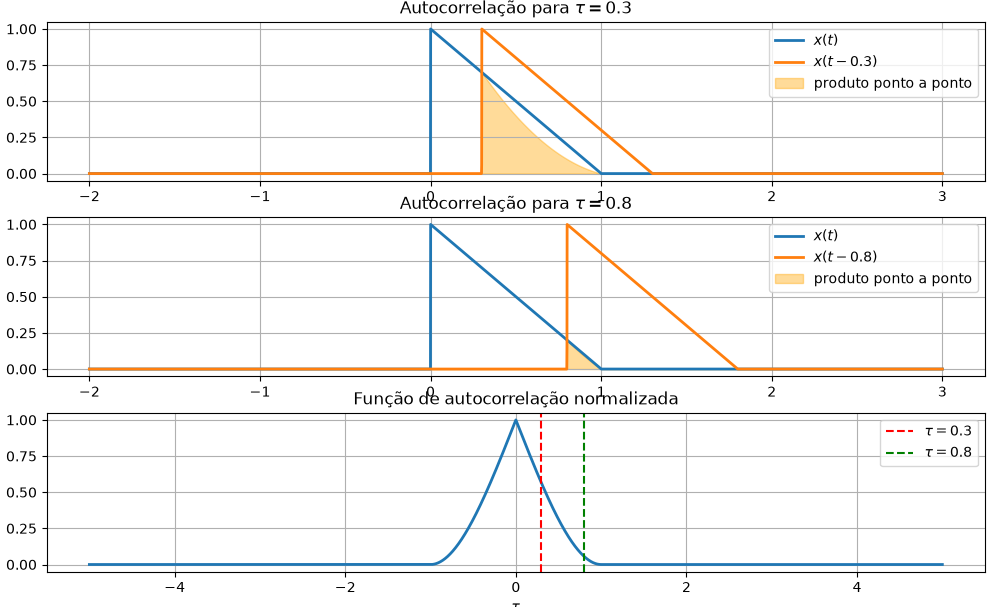 Autocorrelação para τ = 0.3
1.00
0.75
0.50
0.25
0.00
−2
−1
0
1
2
3
x(t)
x(t − 0.3)
produto ponto a ponto
Autocorrelação para τ = 0.8
1.00
0.75
0.50
0.25
0.00
−2
−1
0
1
2
3
x(t)
x(t − 0.8)
produto ponto a ponto
Função de autocorrelação normalizada
1.00
0.75
0.50
0.25
0.00
−4
−2
0
2
4
τ = 0.3
τ = 0.8
τ